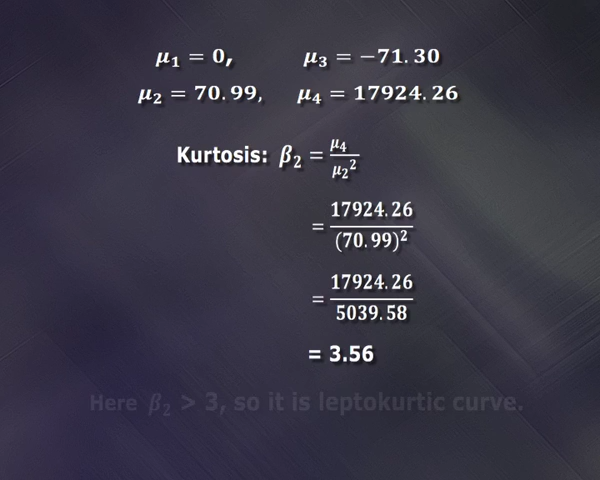 μ₁ = 0, μ₃ = −71.30
μ₂ = 70.99, μ₄ = 17924.26
Kurtosis: β₂ = μ₄/μ₂²
= 17924.26/(70.99)²
= 17924.26/5039.58
= 3.56
Here β₂ > 3, so it is leptokurtic curve.